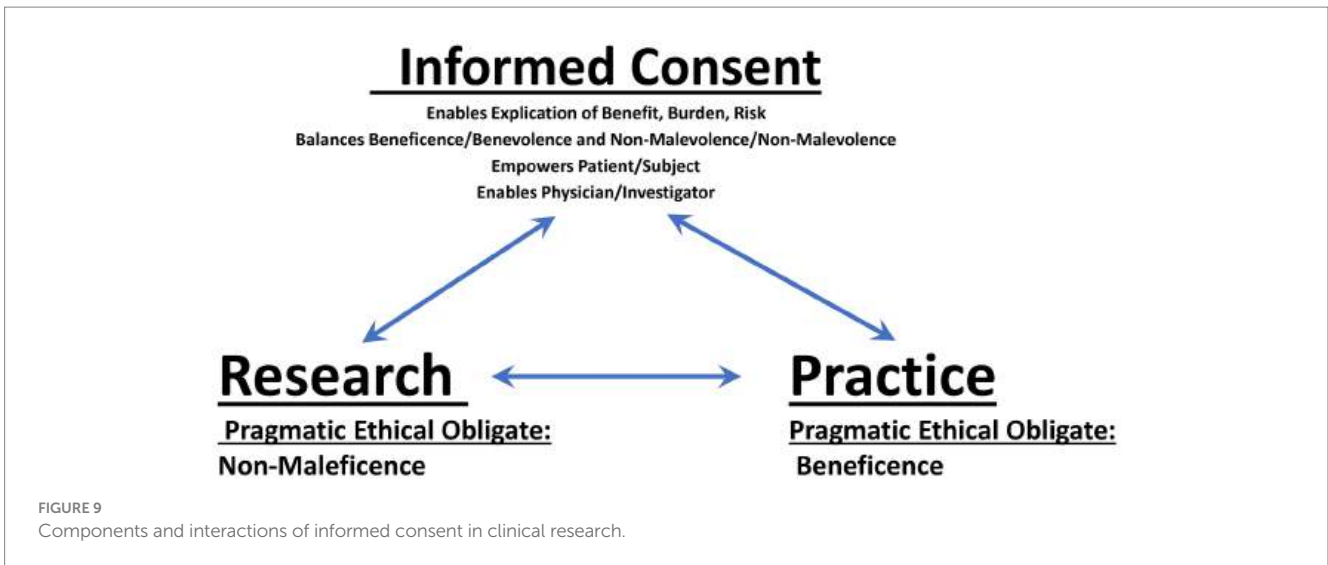 Informed Consent
Enables Explication of Benefit, Burden, Risk
Balances Beneficence/Benevolence and Non-Malevolence/Non-Malevolence
Empowers Patient/Subject
Enables Physician/Investigator
Research
Pragmatic Ethical Obligate:
Non-Maleficence
Practice
Pragmatic Ethical Obligate:
Beneficence
FIGURE 9
Components and interactions of informed consent in clinical research.